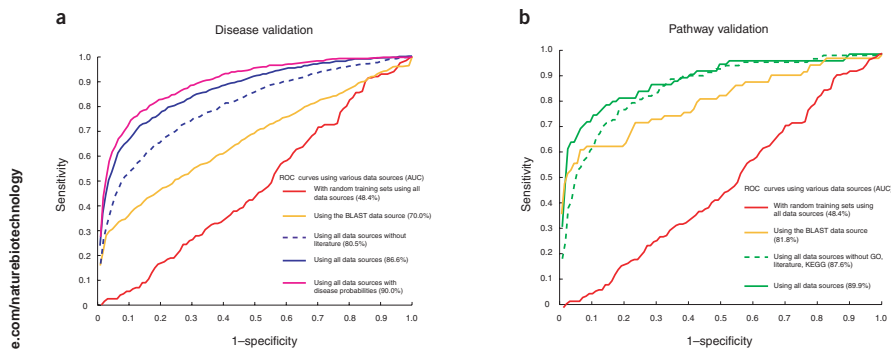 a
Disease validation
1.0
0.9
0.8
0.7
0.6
0.5
0.4
0.3
0.2
0.1
0
Sensitivity
ROC curves using various data sources (AUC)
With random training sets using all
data sources (48.4%)
Using the BLAST data source (70.0%)
Using all data sources without
literature (80.5%)
Using all data sources (86.6%)
Using all data sources with
disease probabilities (90.0%)
0 0.1 0.2 0.3 0.4 0.5 0.6 0.7 0.8 0.9 1.0
1–specificity
b
Pathway validation
1.0
0.9
0.8
0.7
0.6
0.5
0.4
0.3
0.2
0.1
0
Sensitivity
ROC curves using various data sources (AUC
With random training sets using
all data sources (48.4%)
Using the BLAST data source
(81.8%)
Using all data sources without GO,
literature, KEGG (87.6%)
Using all data sources (89.9%)
0 0.1 0.2 0.3 0.4 0.5 0.6 0.7 0.8 0.9 1.0
1–specificity
e.com/naturebiotechnology